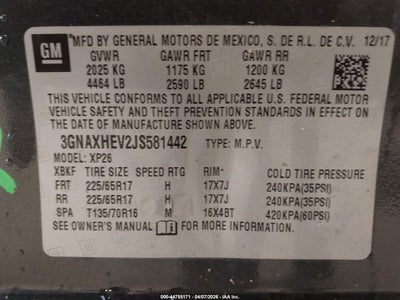 GM
MFD BY GENERAL MOTORS DE MEXICO, S. DE R.L. DE C.V. 12/17
GVWR GAWR FRT GAWR RR
2025 KG 1175 KG 1200 KG
4464 LB 2590 LB 2645 LB
THIS VEHICLE CONFORMS TO ALL APPLICABLE U.S. FEDERAL MOTOR
VEHICLE SAFETY, BUMPER, AND THEFT PREVENTION STANDARDS
IN EFFECT ON THE DATE OF MANUFACTURE SHOWN ABOVE.
3GNAXHEV2JS581442 TYPE: M.P.V.
MODEL: XP26
XBKF TIRE SIZE SPEED RTG RIM COLD TIRE PRESSURE
FRT 225/65R17 H 17X7J 240KPA(35PSI)
RR 225/65R17 H 17X7J 240KPA(35PSI)
SPA T135/70R16 M 16X4BT 420KPA(60PSI)
SEE OWNER'S MANUAL FOR MORE INFORMATION.
000-44755171 - 04/07/2026 - IAA, Inc.